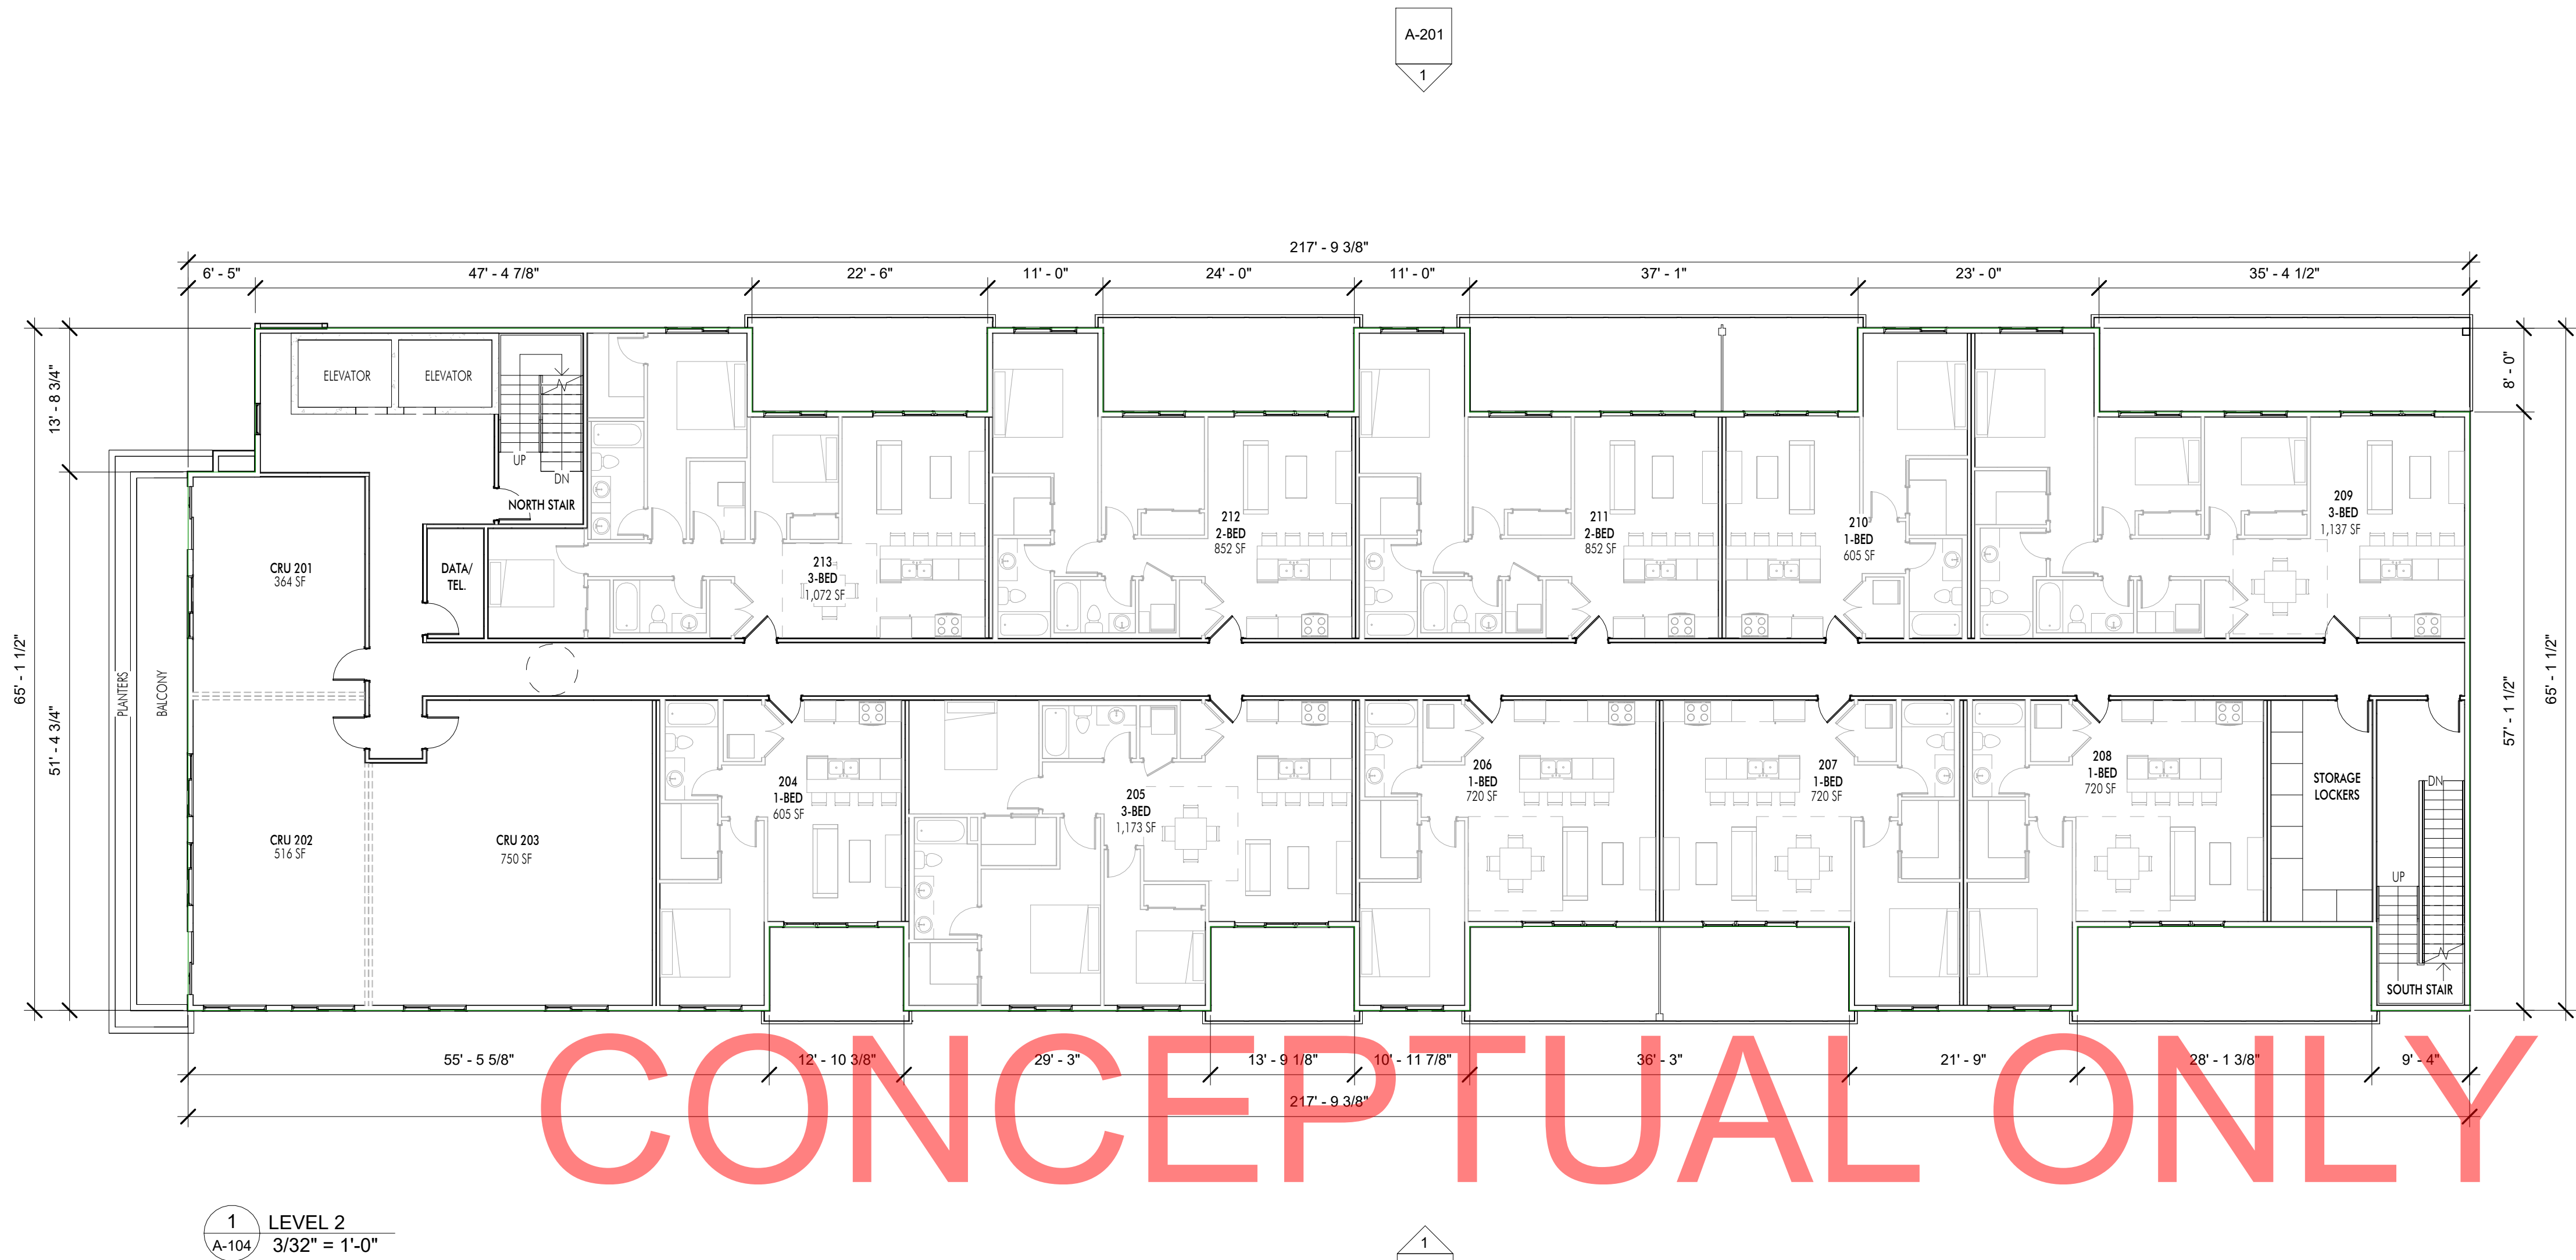 A-201
1
217' - 9 3/8"
6' - 5"
47' - 4 7/8"
22' - 6"
11' - 0"
24' - 0"
11' - 0"
37' - 1"
23' - 0"
35' - 4 1/2"
65' - 1 1/2"
13' - 8 3/4"
51' - 4 3/4"
8' - 0"
57' - 1 1/2"
65' - 1 1/2"
ELEVATOR
ELEVATOR
UP
DN
NORTH STAIR
PLANTERS
BALCONY
CRU 201
364 SF
DATA/
TEL.
213
3-BED
1,072 SF
212
2-BED
852 SF
211
2-BED
852 SF
210
1-BED
605 SF
209
3-BED
1,137 SF
CRU 202
516 SF
CRU 203
750 SF
204
1-BED
605 SF
205
3-BED
1,173 SF
206
1-BED
720 SF
207
1-BED
720 SF
208
1-BED
720 SF
STORAGE
LOCKERS
DN
UP
SOUTH STAIR
55' - 5 5/8"
12' - 10 3/8"
29' - 3"
13' - 9 1/8"
10' - 11 7/8"
36' - 3"
21' - 9"
28' - 1 3/8"
9' - 4"
217' - 9 3/8"
CONCEPTUAL ONLY
1
A-104
LEVEL 2
3/32" = 1'-0"
1